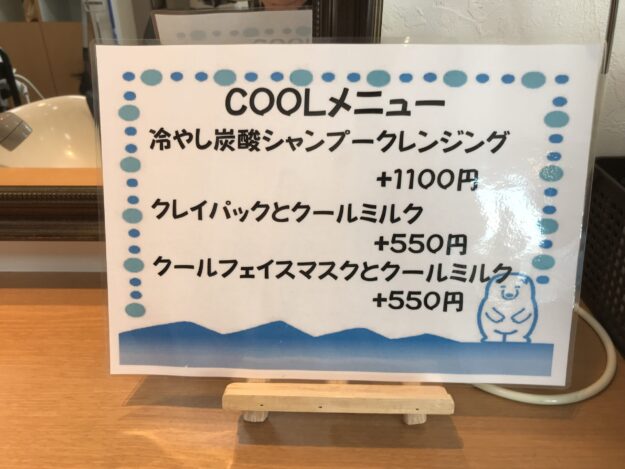 COOLメニュー
冷やし炭酸シャンプークレンジング
+1100円
クレイパックとクールミルク
+550円
クールフェイスマスクとクールミルク
+550円